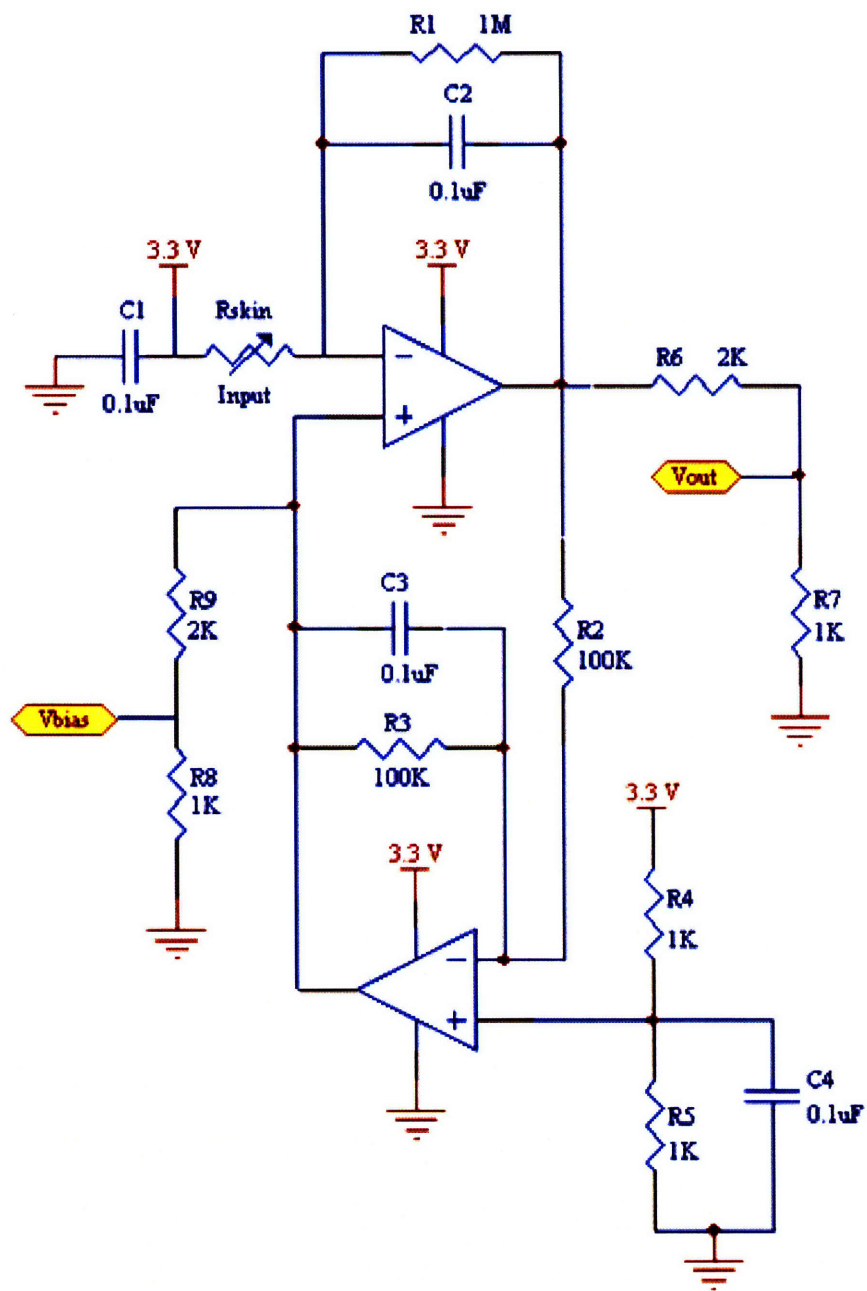 R1 1M
C2
0.1uF
3.3 V
3.3 V
C1
Rskin
0.1uF
Input
−
+
R6 2K
Vout
R9
2K
C3
0.1uF
R2
100K
R7
1K
Vbias
R3
100K
R8
1K
3.3 V
3.3 V
R4
1K
−
+
C4
0.1uF
R5
1K